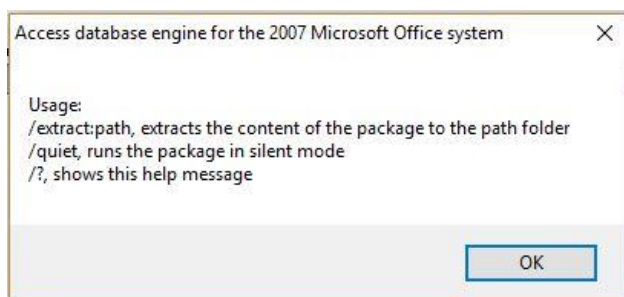 Access database engine for the 2007 Microsoft Office system
Usage:
/extract:path, extracts the content of the package to the path folder
/quiet, runs the package in silent mode
/?, shows this help message
OK